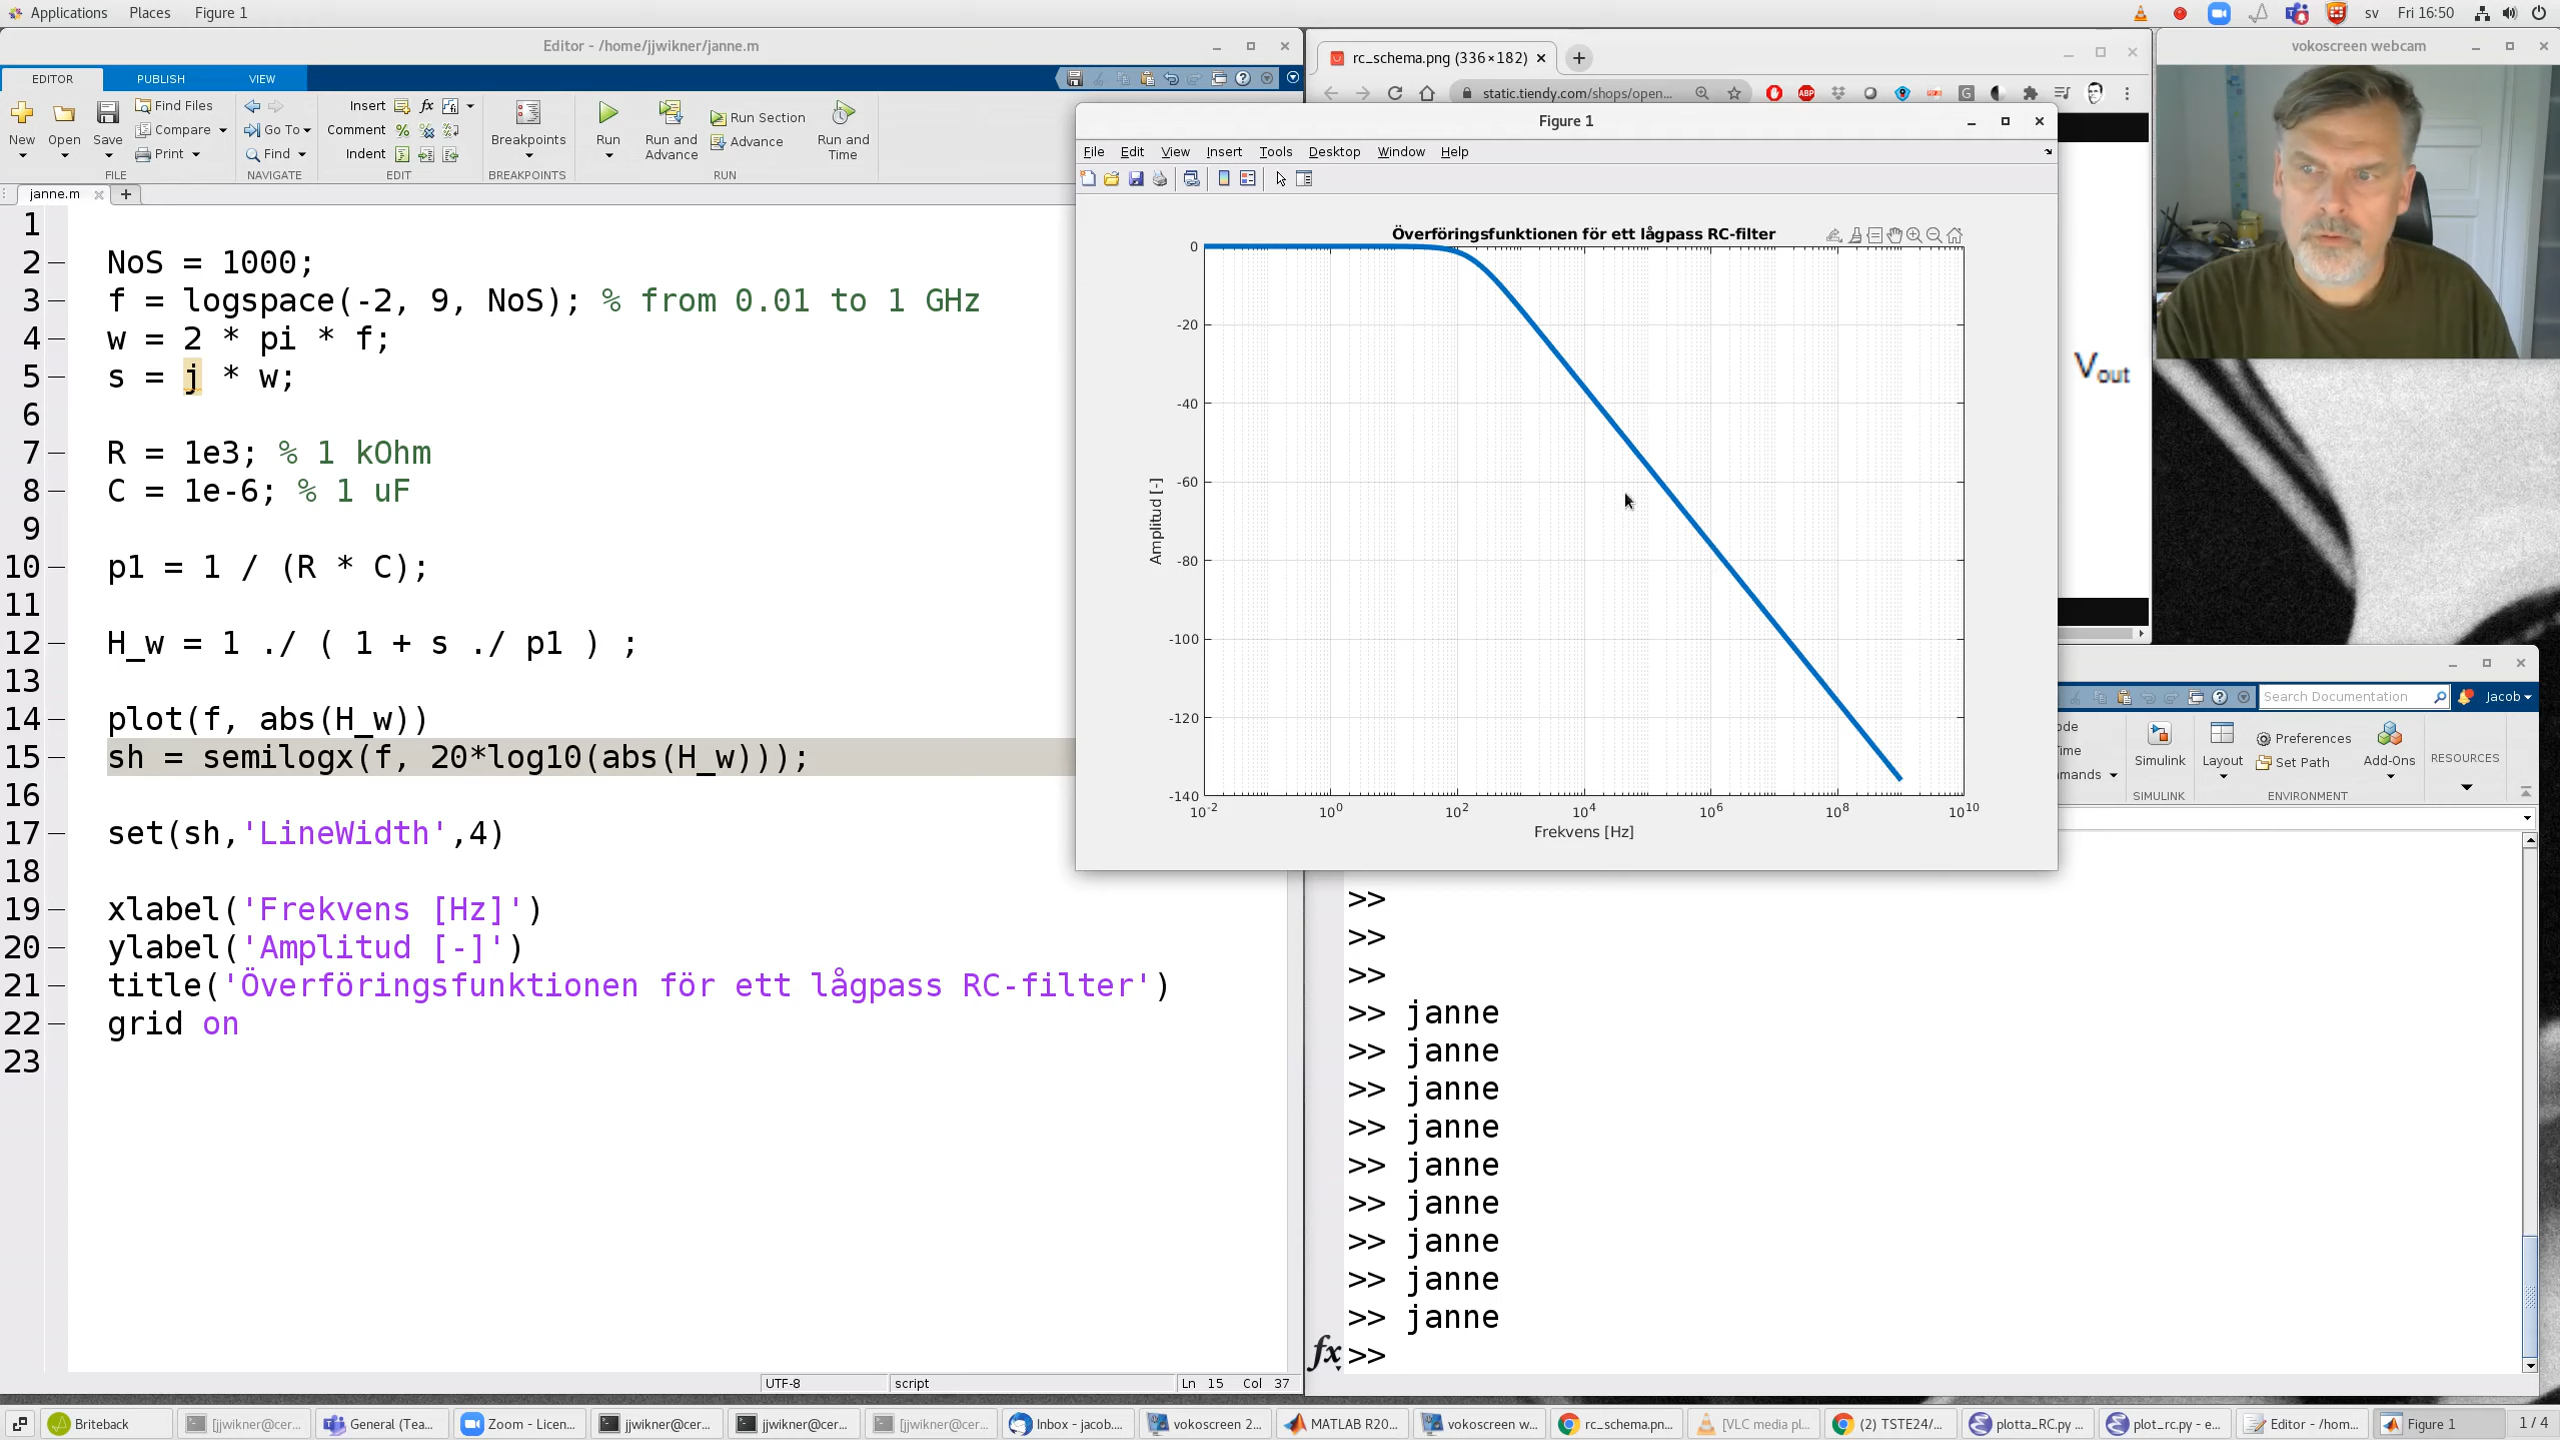 Applications Places Figure 1
sv Fri 16:50
Editor - /home/jjwikner/janne.m
EDITOR PUBLISH VIEW
New Open Save Find Files Compare Print
FILE
Go To Find
NAVIGATE
Insert fx
Comment
Indent
EDIT
Breakpoints
BREAKPOINTS
Run Run and Advance Run Section Advance Run and Time
RUN
janne.m
1
2 NoS = 1000;
3 f = logspace(-2, 9, NoS); % from 0.01 to 1 GHz
4 w = 2 * pi * f;
5 s = j * w;
6
7 R = 1e3; % 1 kOhm
8 C = 1e-6; % 1 uF
9
10 p1 = 1 / (R * C);
11
12 H_w = 1 ./ ( 1 + s ./ p1 ) ;
13
14 plot(f, abs(H_w))
15 sh = semilogx(f, 20*log10(abs(H_w)));
16
17 set(sh,'LineWidth',4)
18
19 xlabel('Frekvens [Hz]')
20 ylabel('Amplitud [-]')
21 title('Överföringsfunktionen för ett lågpass RC-filter')
22 grid on
23
UTF-8 script Ln 15 Col 37
rc_schema.png (336×182)
static.tiendy.com/shops/open...
ABP
G
Figure 1
File Edit View Insert Tools Desktop Window Help
Överföringsfunktionen för ett lågpass RC-filter
0
-20
-40
-60
-80
-100
-120
-140
Amplitud [-]
10-2 100 102 104 106 108 1010
Frekvens [Hz]
vokoscreen webcam
Vout
Search Documentation Jacob
ode
ime
mmands
Simulink
SIMULINK
Layout Preferences Set Path Add-Ons
ENVIRONMENT
RESOURCES
>>
>>
>>
>> janne
>> janne
>> janne
>> janne
>> janne
>> janne
>> janne
>> janne
>> janne
fx >>
Briteback [jjwikner@cer... General (Tea... Zoom - Licen... jjwikner@cer... jjwikner@cer... [jjwikner@cer... Inbox - jacob.... vokoscreen 2... MATLAB R20... vokoscreen w... rc_schema.pn... [VLC media pl... (2) TSTE24/... plotta_RC.py ... plot_rc.py - e... Editor - /hom... Figure 1 1 / 4